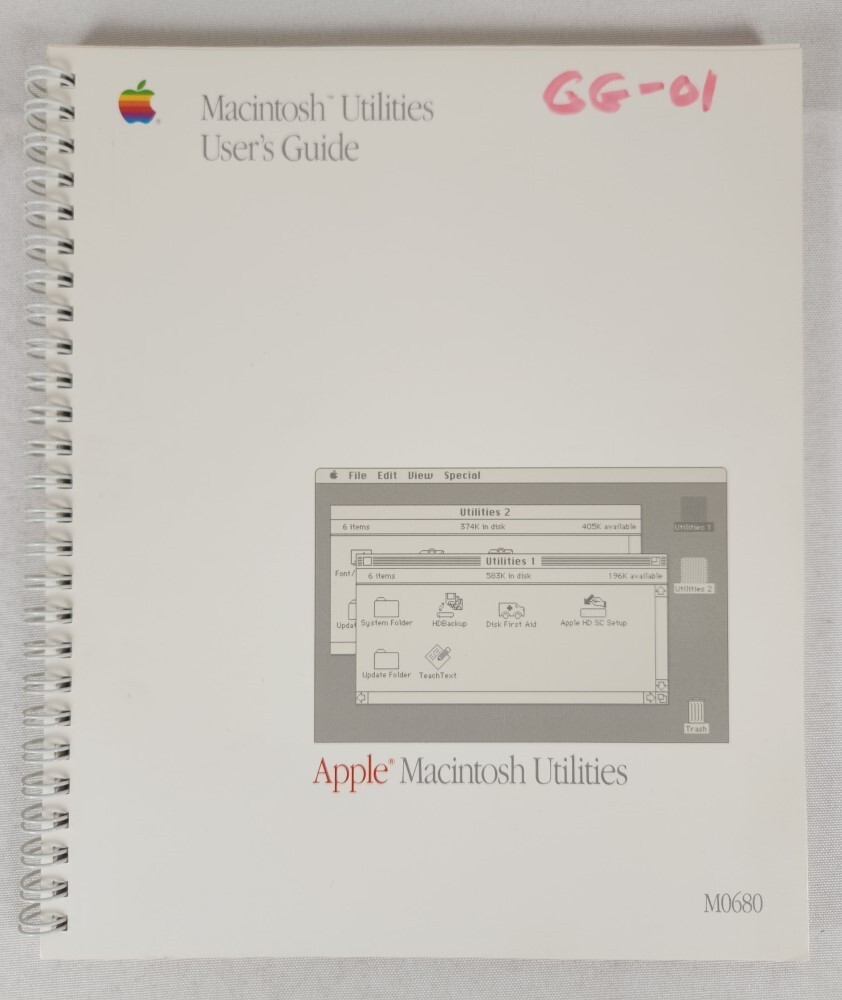 Macintosh™ Utilities
User's Guide
GG-01
File Edit View Special
Utilities 2
6 items 374K in disk 405K available
Utilities 1
6 items 583K in disk 196K available
Font/
Upda
System Folder HDBackup Disk First Aid Apple HD SC Setup
Update Folder TeachText
Utilities 1
Utilities 2
Trash
Apple® Macintosh Utilities
M0680